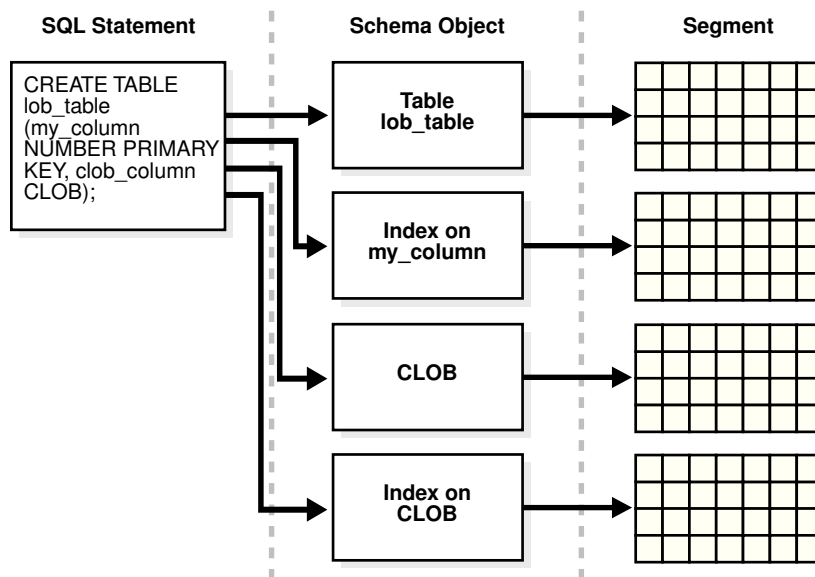 SQL Statement
Schema Object
Segment
CREATE TABLE
lob_table
(my_column
NUMBER PRIMARY
KEY, clob_column
CLOB);
Table
lob_table
Index on
my_column
CLOB
Index on
CLOB